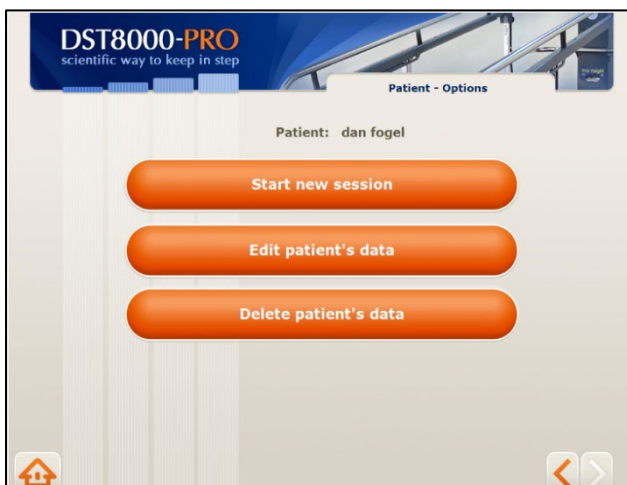 DST8000-PRO
scientific way to keep in step
Patient - Options
Patient: dan fogel
Start new session
Edit patient's data
Delete patient's data